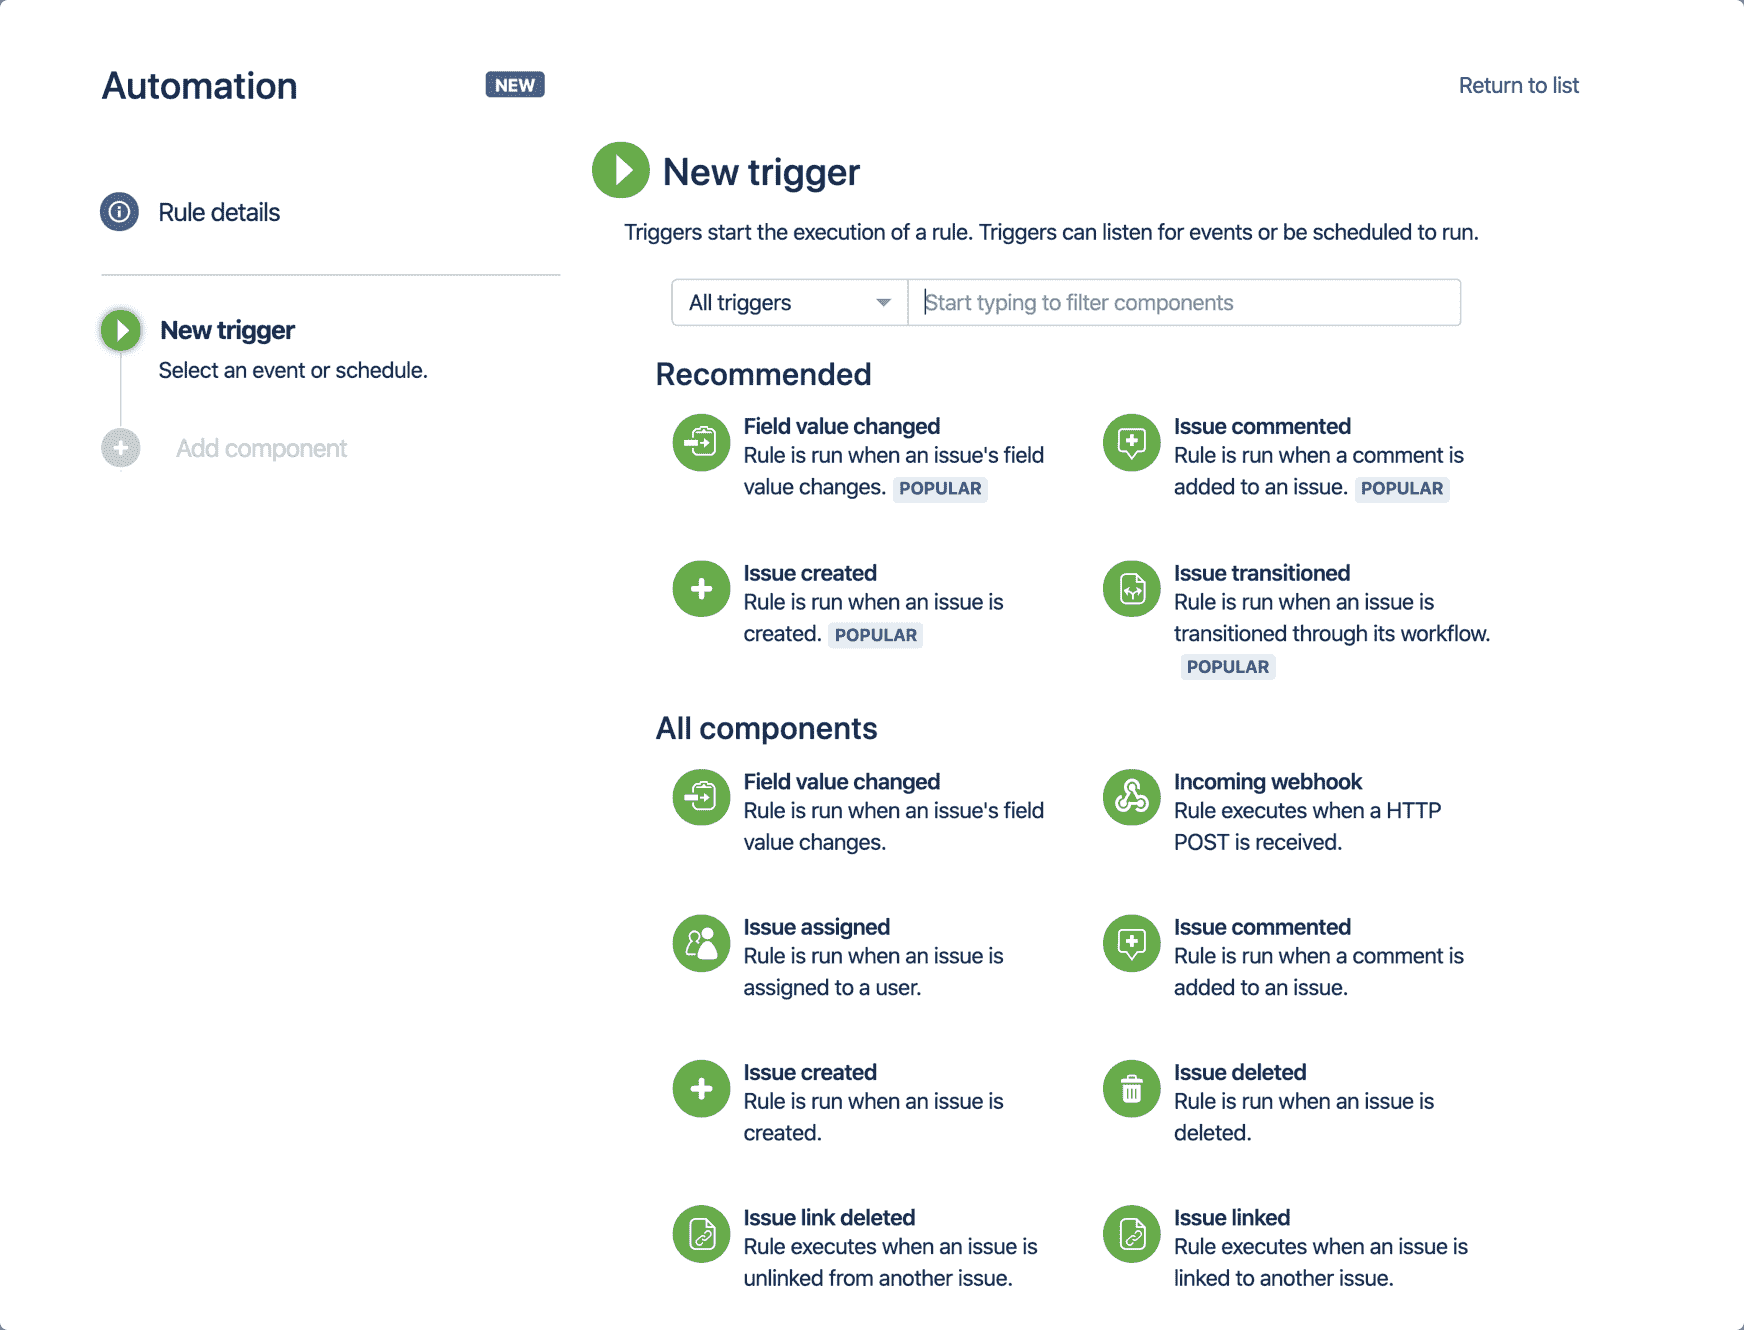 Automation
NEW
Return to list
Rule details
New trigger
Select an event or schedule.
Add component
New trigger
Triggers start the execution of a rule. Triggers can listen for events or be scheduled to run.
All triggers
Start typing to filter components
Recommended
Field value changed
Rule is run when an issue's field
value changes. POPULAR
Issue commented
Rule is run when a comment is
added to an issue. POPULAR
Issue created
Rule is run when an issue is
created. POPULAR
Issue transitioned
Rule is run when an issue is
transitioned through its workflow.
POPULAR
All components
Field value changed
Rule is run when an issue's field
value changes.
Incoming webhook
Rule executes when a HTTP
POST is received.
Issue assigned
Rule is run when an issue is
assigned to a user.
Issue commented
Rule is run when a comment is
added to an issue.
Issue created
Rule is run when an issue is
created.
Issue deleted
Rule is run when an issue is
deleted.
Issue link deleted
Rule executes when an issue is
unlinked from another issue.
Issue linked
Rule executes when an issue is
linked to another issue.